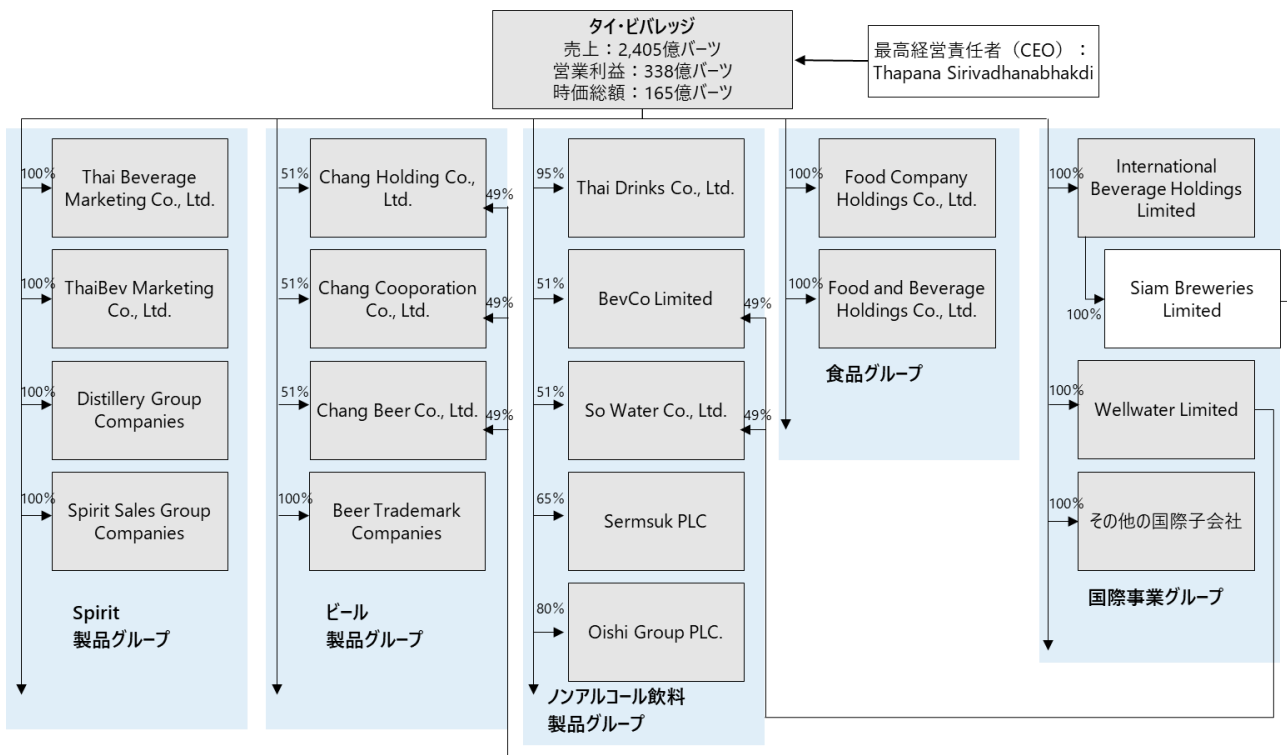 タイ・ビバレッジ
売上：2,405億バーツ
営業利益：338億バーツ
時価総額：165億バーツ
最高経営責任者（CEO）：
Thapana Sirivadhanabhakdi
100%
Thai Beverage
Marketing Co., Ltd.
100%
ThaiBev Marketing
Co., Ltd.
100%
Distillery Group
Companies
100%
Spirit Sales Group
Companies
Spirit
製品グループ
51%
Chang Holding Co.,
Ltd.
49%
51%
Chang Cooporation
Co., Ltd.
49%
51%
Chang Beer Co., Ltd.
49%
100%
Beer Trademark
Companies
ビール
製品グループ
95%
Thai Drinks Co., Ltd.
51%
BevCo Limited
49%
51%
So Water Co., Ltd.
49%
65%
Sermsuk PLC
80%
Oishi Group PLC.
ノンアルコール飲料
製品グループ
100%
Food Company
Holdings Co., Ltd.
100%
Food and Beverage
Holdings Co., Ltd.
食品グループ
100%
International
Beverage Holdings
Limited
100%
Siam Breweries
Limited
100%
Wellwater Limited
100%
その他の国際子会社
国際事業グループ